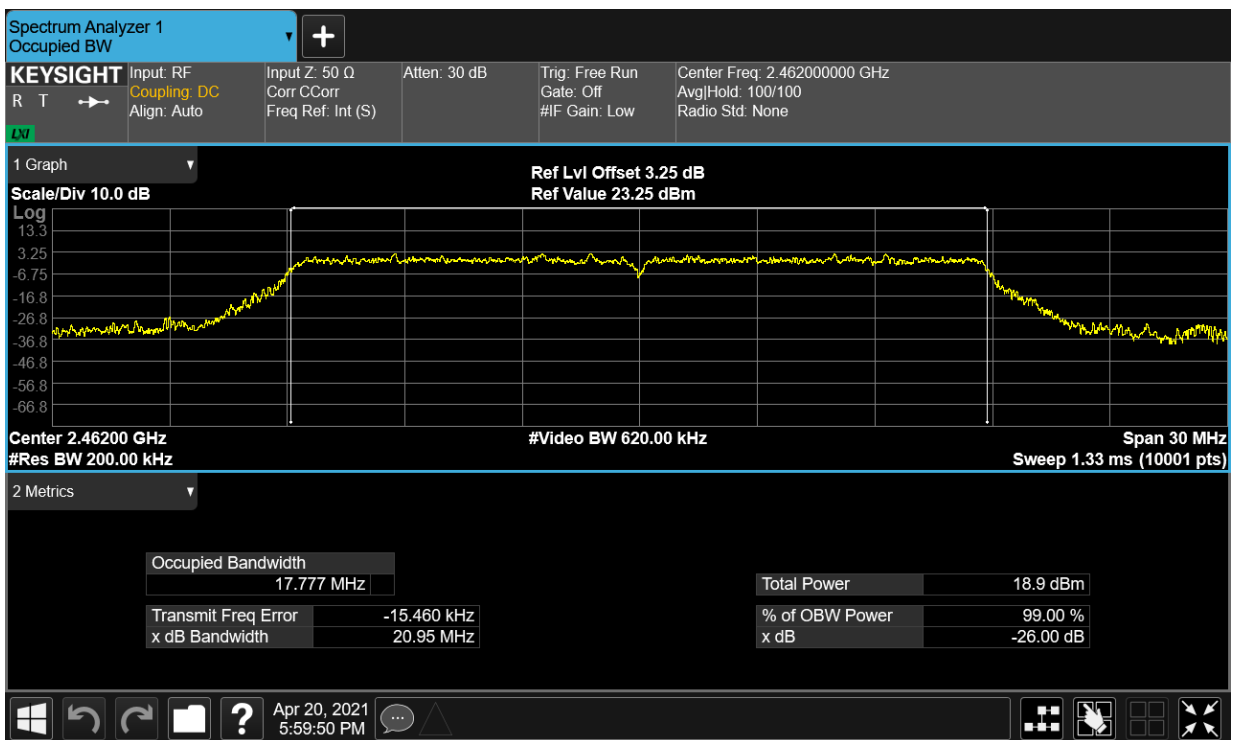 Spectrum Analyzer 1
Occupied BW
+
KEYSIGHT
R T
LXI
Input: RF
Coupling: DC
Align: Auto
Input Z: 50 Ω
Corr CCorr
Freq Ref: Int (S)
Atten: 30 dB
Trig: Free Run
Gate: Off
#IF Gain: Low
Center Freq: 2.462000000 GHz
Avg|Hold: 100/100
Radio Std: None
1 Graph
Scale/Div 10.0 dB
Ref Lvl Offset 3.25 dB
Ref Value 23.25 dBm
Log
13.3
3.25
-6.75
-16.8
-26.8
-36.8
-46.8
-56.8
-66.8
Center 2.46200 GHz
#Video BW 620.00 kHz
Span 30 MHz
#Res BW 200.00 kHz
Sweep 1.33 ms (10001 pts)
2 Metrics
Occupied Bandwidth
17.777 MHz
Total Power 18.9 dBm
Transmit Freq Error -15.460 kHz
% of OBW Power 99.00 %
x dB Bandwidth 20.95 MHz
x dB -26.00 dB
?
Apr 20, 2021
5:59:50 PM